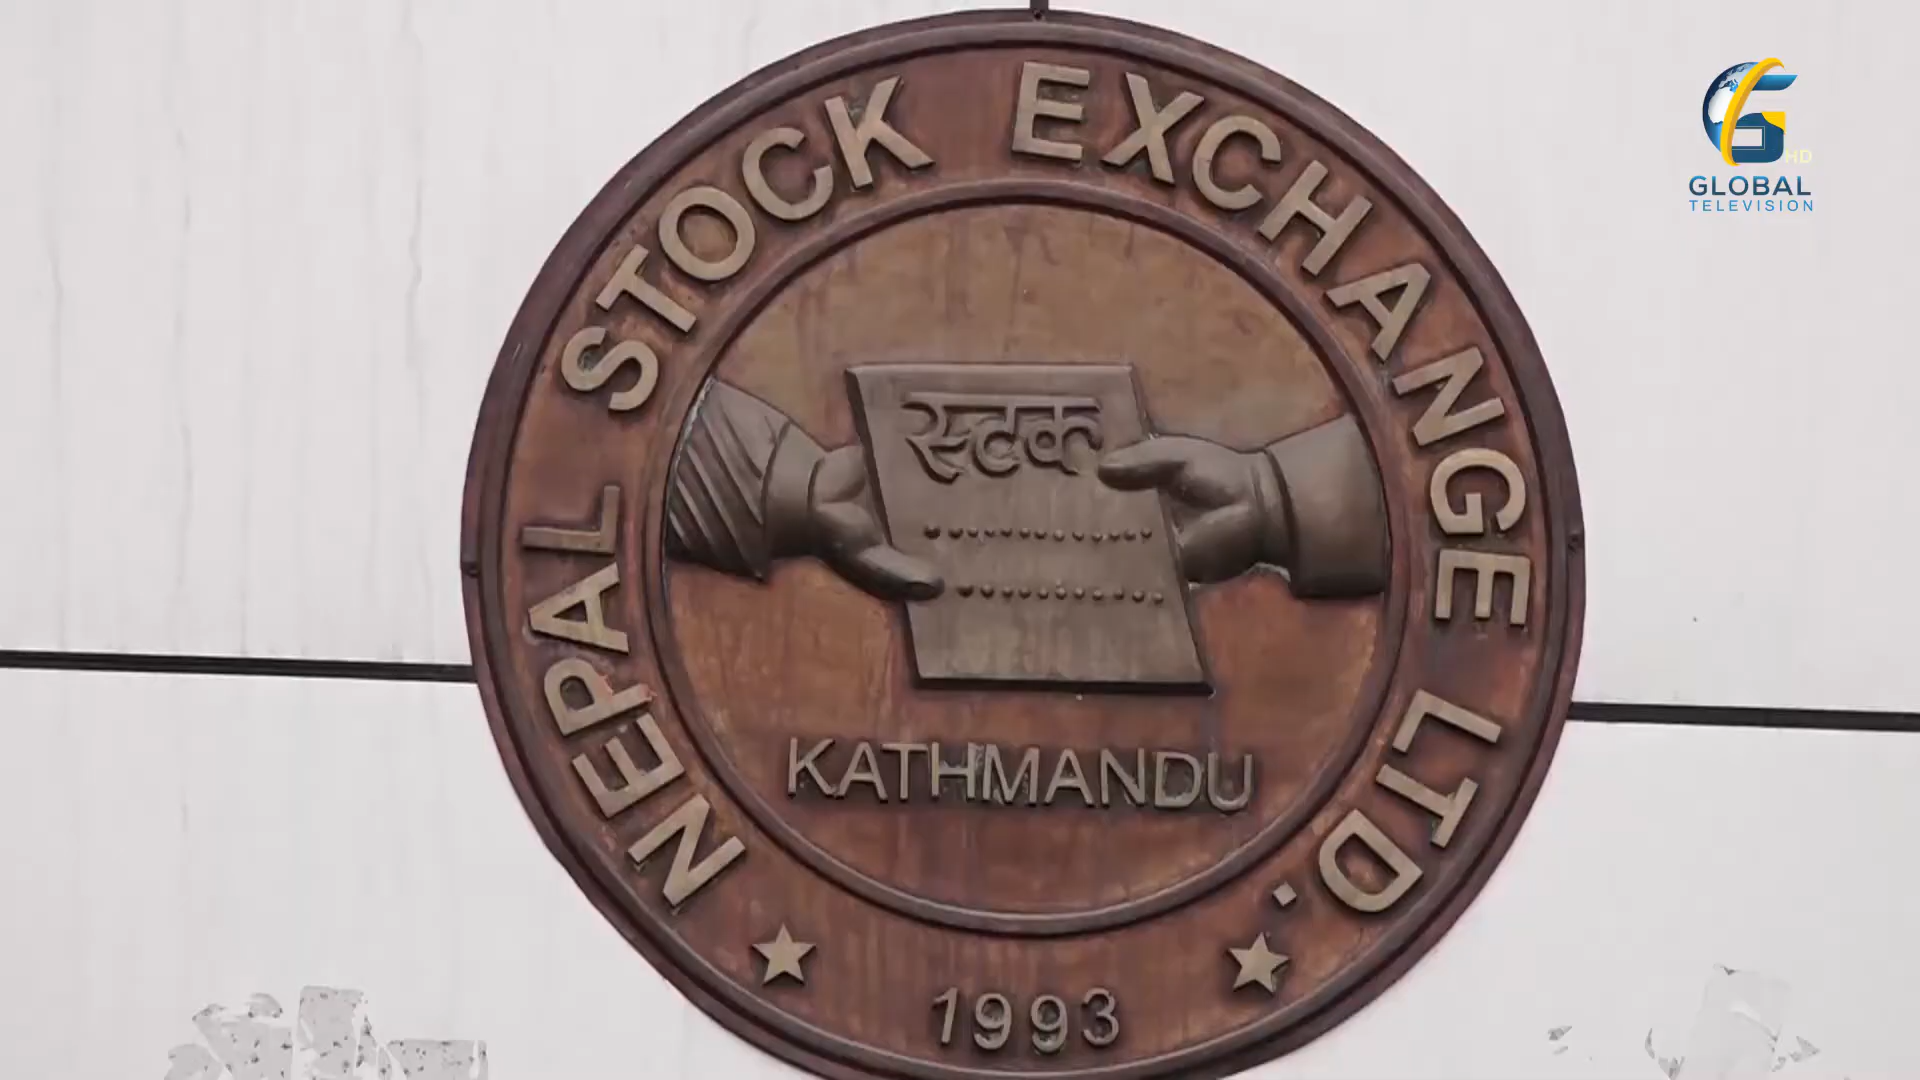 NEPAL STOCK EXCHANGE LTD.
स्टक
KATHMANDU
1993
HD
GLOBAL
TELEVISION